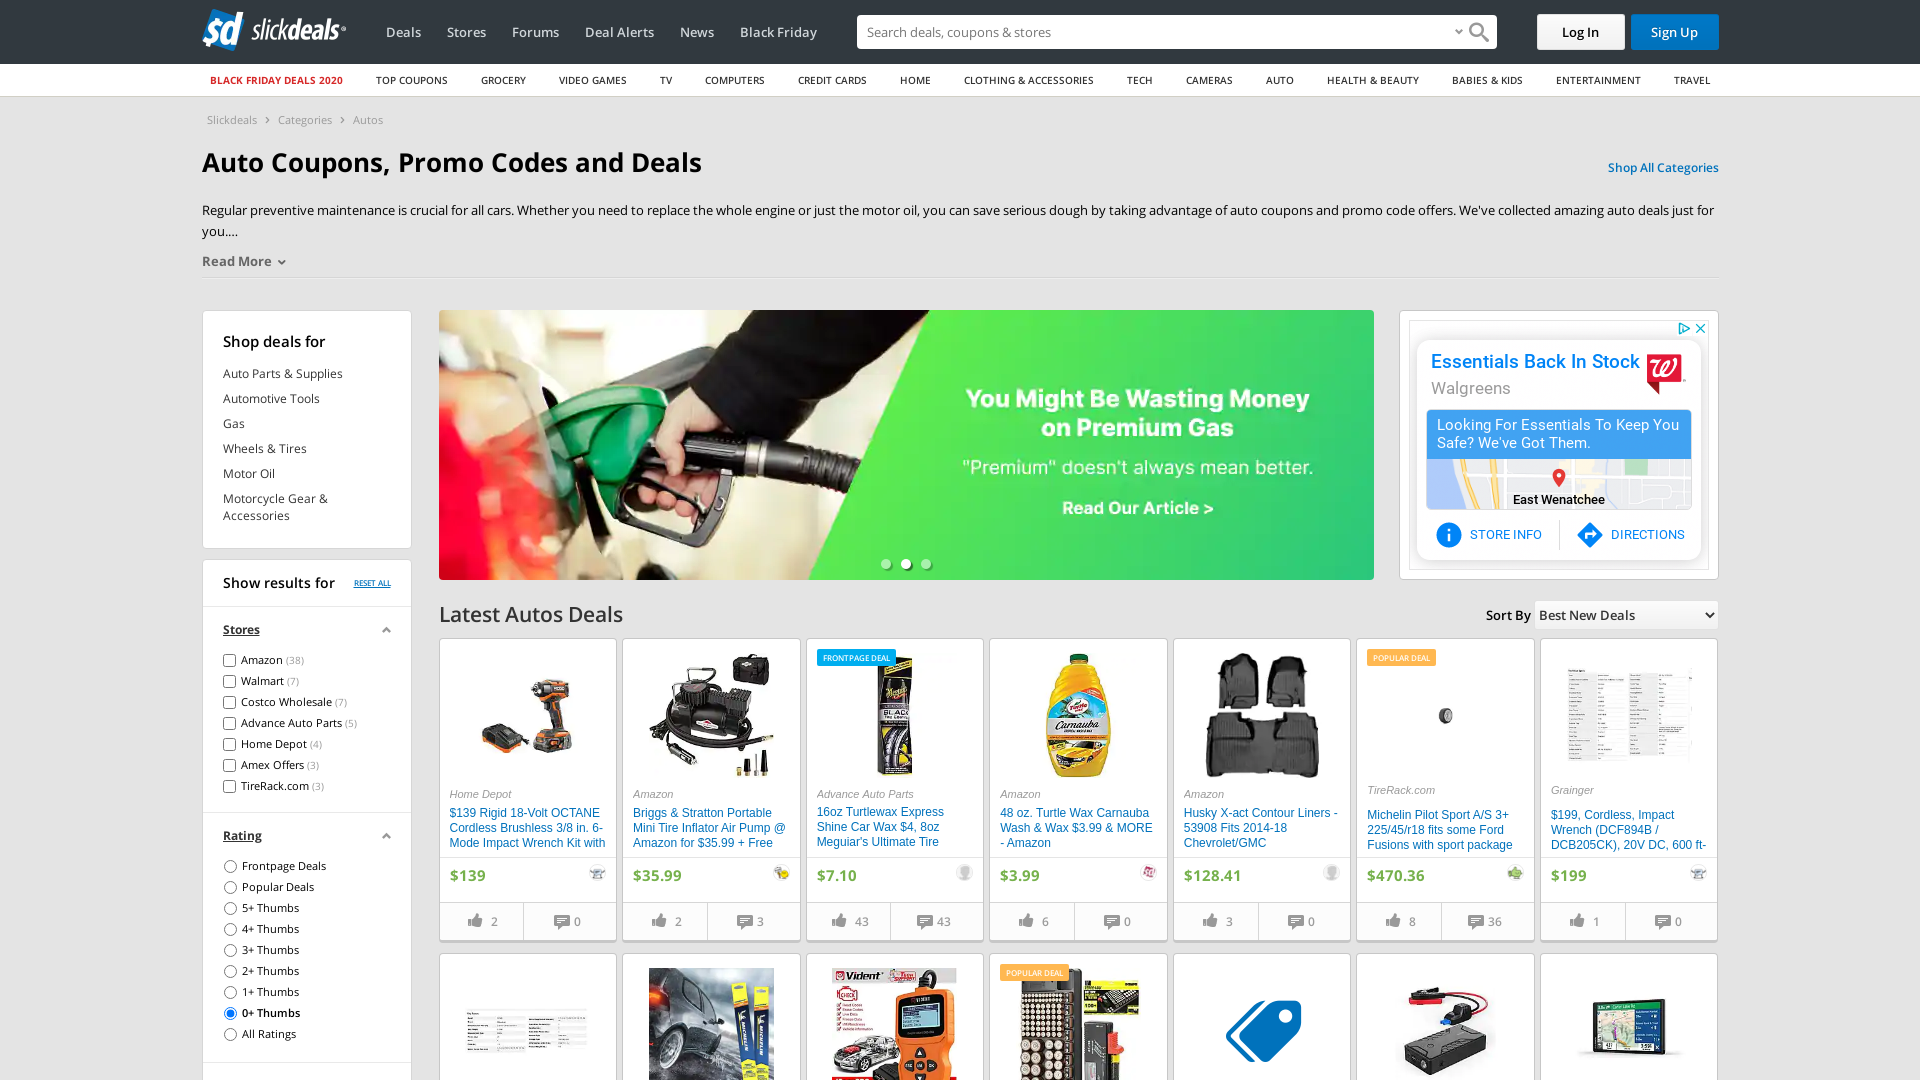 slickdeals
Deals
Stores
Forums
Deal Alerts
News
Black Friday
Search deals, coupons & stores
Log In
Sign Up
BLACK FRIDAY DEALS 2020
TOP COUPONS
GROCERY
VIDEO GAMES
TV
COMPUTERS
CREDIT CARDS
HOME
CLOTHING & ACCESSORIES
TECH
CAMERAS
AUTO
HEALTH & BEAUTY
BABIES & KIDS
ENTERTAINMENT
TRAVEL
Slickdeals
Categories
Autos
Auto Coupons, Promo Codes and Deals
Shop All Categories
Regular preventive maintenance is crucial for all cars. Whether you need to replace the whole engine or just the motor oil, you can save serious dough by taking advantage of auto coupons and promo code offers. We've collected amazing auto deals just for
you....
Read More
Shop deals for
Auto Parts & Supplies
Automotive Tools
Gas
Wheels & Tires
Motor Oil
Motorcycle Gear &
Accessories
You Might Be Wasting Money
on Premium Gas
"Premium" doesn't always mean better.
Read Our Article >
Essentials Back In Stock
Walgreens
Looking For Essentials To Keep You
Safe? We've Got Them.
East Wenatchee
STORE INFO
DIRECTIONS
Show results for
RESET ALL
Stores
Amazon (38)
Walmart (7)
Costco Wholesale (7)
Advance Auto Parts (5)
Home Depot (4)
Amex Offers (3)
TireRack.com (3)
Rating
Frontpage Deals
Popular Deals
5+ Thumbs
4+ Thumbs
3+ Thumbs
2+ Thumbs
1+ Thumbs
0+ Thumbs
All Ratings
Latest Autos Deals
Sort By
Best New Deals
Home Depot
$139 Rigid 18-Volt OCTANE
Cordless Brushless 3/8 in. 6-
Mode Impact Wrench Kit with
$139
2
0
Amazon
Briggs & Stratton Portable
Mini Tire Inflator Air Pump @
Amazon for $35.99 + Free
$35.99
2
3
FRONTPAGE DEAL
Advance Auto Parts
16oz Turtlewax Express
Shine Car Wax $4, 8oz
Meguiar's Ultimate Tire
$7.10
43
43
Carnauba
Amazon
48 oz. Turtle Wax Carnauba
Wash & Wax $3.99 & MORE
- Amazon
$3.99
6
0
Amazon
Husky X-act Contour Liners -
53908 Fits 2014-18
Chevrolet/GMC
$128.41
3
0
POPULAR DEAL
TireRack.com
Michelin Pilot Sport A/S 3+
225/45/r18 fits some Ford
Fusions with sport package
$470.36
8
36
Grainger
$199, Cordless, Impact
Wrench (DCF894B /
DCB205CK), 20V DC, 600 ft-
$199
1
0
Vident
CHECK
POPULAR DEAL